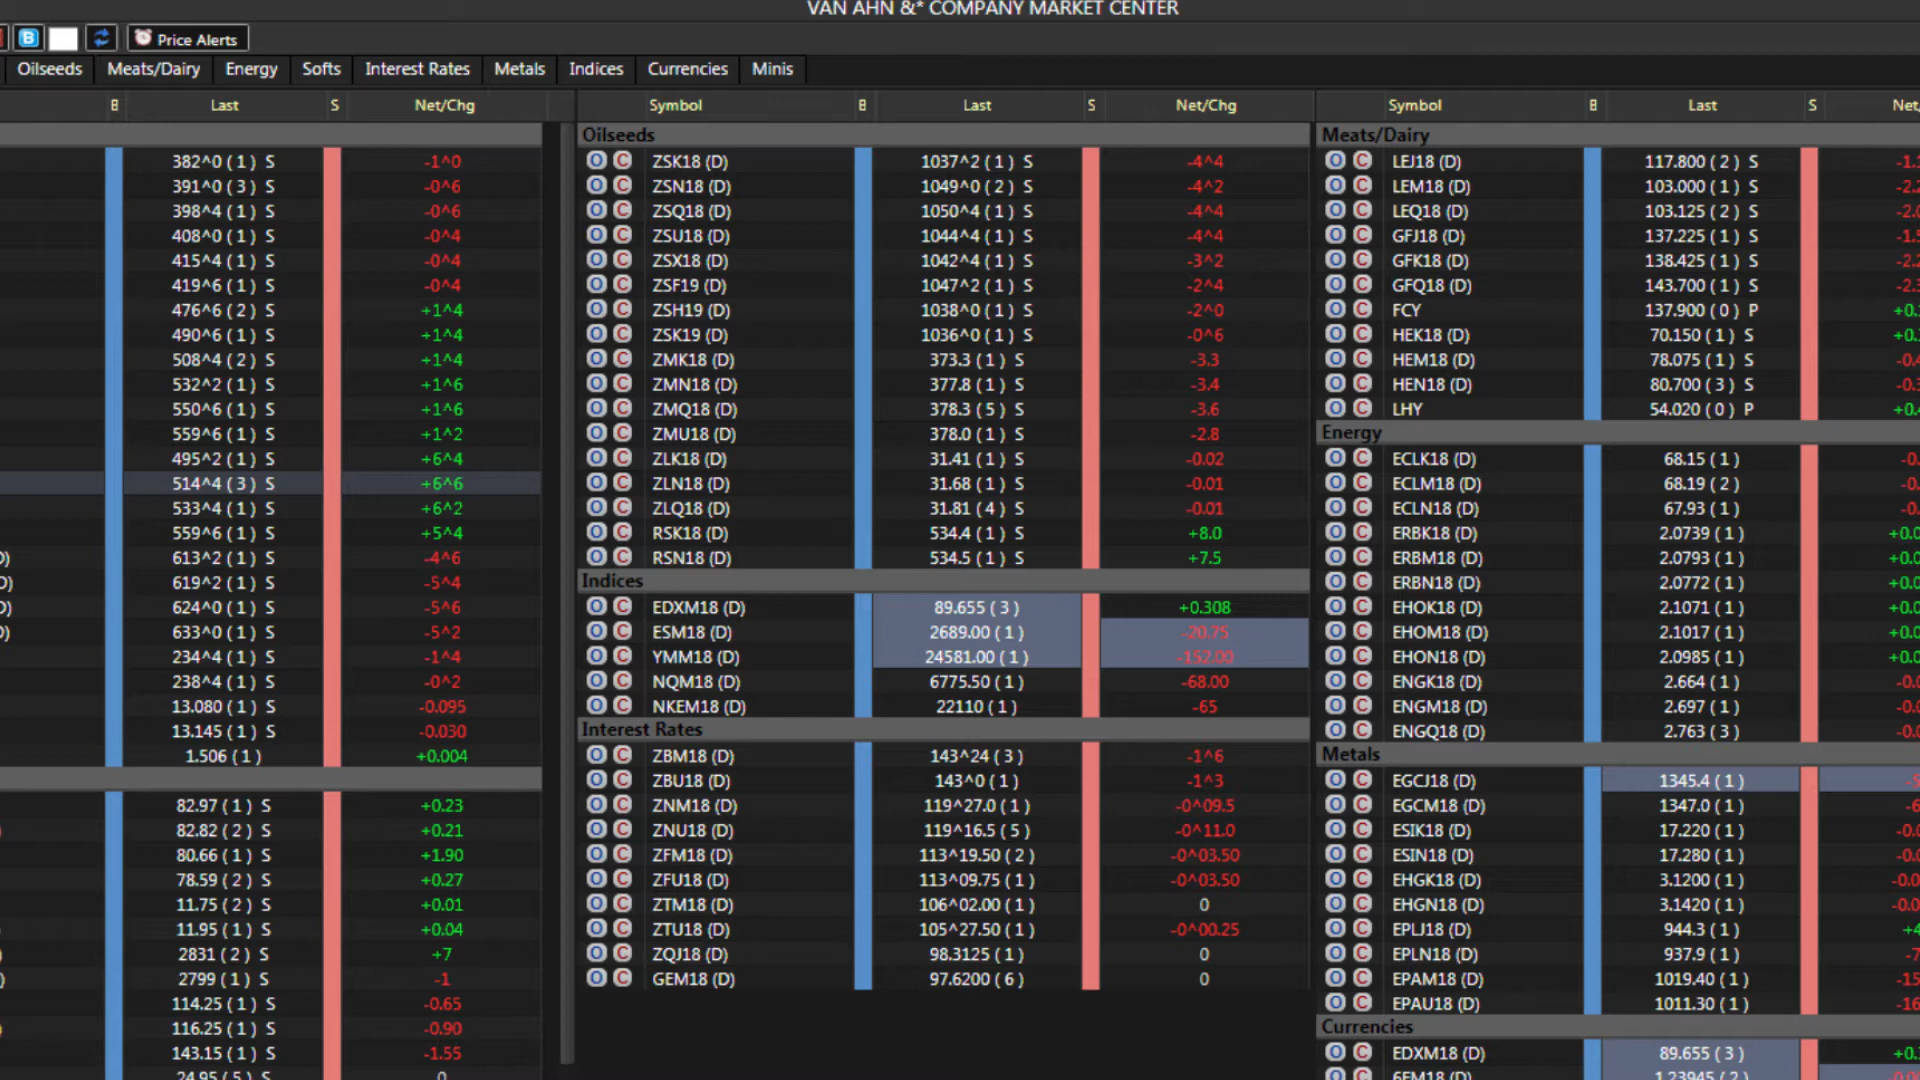 VAN AHN &* COMPANY MARKET CENTER
Price Alerts
Oilseeds Meats/Dairy Energy Softs Interest Rates Metals Indices Currencies Minis
B Last S Net/Chg
382^0 ( 1 ) S -1^0
391^0 ( 3 ) S -0^6
398^4 ( 1 ) S -0^6
408^0 ( 1 ) S -0^4
415^4 ( 1 ) S -0^4
419^6 ( 1 ) S -0^4
476^6 ( 2 ) S +1^4
490^6 ( 1 ) S +1^4
508^4 ( 2 ) S +1^4
532^2 ( 1 ) S +1^6
550^6 ( 1 ) S +1^6
559^6 ( 1 ) S +1^2
495^2 ( 1 ) S +6^4
514^4 ( 3 ) S +6^6
533^4 ( 1 ) S +6^2
559^6 ( 1 ) S +5^4
613^2 ( 1 ) S -4^6
619^2 ( 1 ) S -5^4
624^0 ( 1 ) S -5^6
633^0 ( 1 ) S -5^2
234^4 ( 1 ) S -1^4
238^4 ( 1 ) S -0^2
13.080 ( 1 ) S -0.095
13.145 ( 1 ) S -0.030
1.506 ( 1 ) +0.004
82.97 ( 1 ) S +0.23
82.82 ( 2 ) S +0.21
80.66 ( 1 ) S +1.90
78.59 ( 2 ) S +0.27
11.75 ( 2 ) S +0.01
11.95 ( 1 ) S +0.04
2831 ( 2 ) S +7
2799 ( 1 ) S -1
114.25 ( 1 ) S -0.65
116.25 ( 1 ) S -0.90
143.15 ( 1 ) S -1.55
24.95 ( 5 ) S 0
Symbol B Last S Net/Chg
Oilseeds
O C ZSK18 (D) 1037^2 ( 1 ) S -4^4
O C ZSN18 (D) 1049^0 ( 2 ) S -4^2
O C ZSQ18 (D) 1050^4 ( 1 ) S -4^4
O C ZSU18 (D) 1044^4 ( 1 ) S -4^4
O C ZSX18 (D) 1042^4 ( 1 ) S -3^2
O C ZSF19 (D) 1047^2 ( 1 ) S -2^4
O C ZSH19 (D) 1038^0 ( 1 ) S -2^0
O C ZSK19 (D) 1036^0 ( 1 ) S -0^6
O C ZMK18 (D) 373.3 ( 1 ) S -3.3
O C ZMN18 (D) 377.8 ( 1 ) S -3.4
O C ZMQ18 (D) 378.3 ( 5 ) S -3.6
O C ZMU18 (D) 378.0 ( 1 ) S -2.8
O C ZLK18 (D) 31.41 ( 1 ) S -0.02
O C ZLN18 (D) 31.68 ( 1 ) S -0.01
O C ZLQ18 (D) 31.81 ( 4 ) S -0.01
O C RSK18 (D) 534.4 ( 1 ) S +8.0
O C RSN18 (D) 534.5 ( 1 ) S +7.5
Indices
O C EDXM18 (D) 89.655 ( 3 ) +0.308
O C ESM18 (D) 2689.00 ( 1 ) -20.75
O C YMM18 (D) 24581.00 ( 1 ) -152.00
O C NQM18 (D) 6775.50 ( 1 ) -68.00
O C NKEM18 (D) 22110 ( 1 ) -65
Interest Rates
O C ZBM18 (D) 143^24 ( 3 ) -1^6
O C ZBU18 (D) 143^0 ( 1 ) -1^3
O C ZNM18 (D) 119^27.0 ( 1 ) -0^09.5
O C ZNU18 (D) 119^16.5 ( 5 ) -0^11.0
O C ZFM18 (D) 113^19.50 ( 2 ) -0^03.50
O C ZFU18 (D) 113^09.75 ( 1 ) -0^03.50
O C ZTM18 (D) 106^02.00 ( 1 ) 0
O C ZTU18 (D) 105^27.50 ( 1 ) -0^00.25
O C ZQJ18 (D) 98.3125 ( 1 ) 0
O C GEM18 (D) 97.6200 ( 6 ) 0
Symbol B Last S Net
Meats/Dairy
O C LEJ18 (D) 117.800 ( 2 ) S
O C LEM18 (D) 103.000 ( 1 ) S
O C LEQ18 (D) 103.125 ( 2 ) S
O C GFJ18 (D) 137.225 ( 1 ) S
O C GFK18 (D) 138.425 ( 1 ) S
O C GFQ18 (D) 143.700 ( 1 ) S
O C FCY 137.900 ( 0 ) P
O C HEK18 (D) 70.150 ( 1 ) S
O C HEM18 (D) 78.075 ( 1 ) S
O C HEN18 (D) 80.700 ( 3 ) S
O C LHY 54.020 ( 0 ) P
Energy
O C ECLK18 (D) 68.15 ( 1 )
O C ECLM18 (D) 68.19 ( 2 )
O C ECLN18 (D) 67.93 ( 1 )
O C ERBK18 (D) 2.0739 ( 1 )
O C ERBM18 (D) 2.0793 ( 1 )
O C ERBN18 (D) 2.0772 ( 1 )
O C EHOK18 (D) 2.1071 ( 1 )
O C EHOM18 (D) 2.1017 ( 1 )
O C EHON18 (D) 2.0985 ( 1 )
O C ENGK18 (D) 2.664 ( 1 )
O C ENGM18 (D) 2.697 ( 1 )
O C ENGQ18 (D) 2.763 ( 3 )
Metals
O C EGCJ18 (D) 1345.4 ( 1 )
O C EGCM18 (D) 1347.0 ( 1 )
O C ESIK18 (D) 17.220 ( 1 )
O C ESIN18 (D) 17.280 ( 1 )
O C EHGK18 (D) 3.1200 ( 1 )
O C EHGN18 (D) 3.1420 ( 1 )
O C EPLJ18 (D) 944.3 ( 1 )
O C EPLN18 (D) 937.9 ( 1 )
O C EPAM18 (D) 1019.40 ( 1 )
O C EPAU18 (D) 1011.30 ( 1 )
Currencies
O C EDXM18 (D) 89.655 ( 3 )
O C 6EM18 (D) 1.23945 ( 2 )